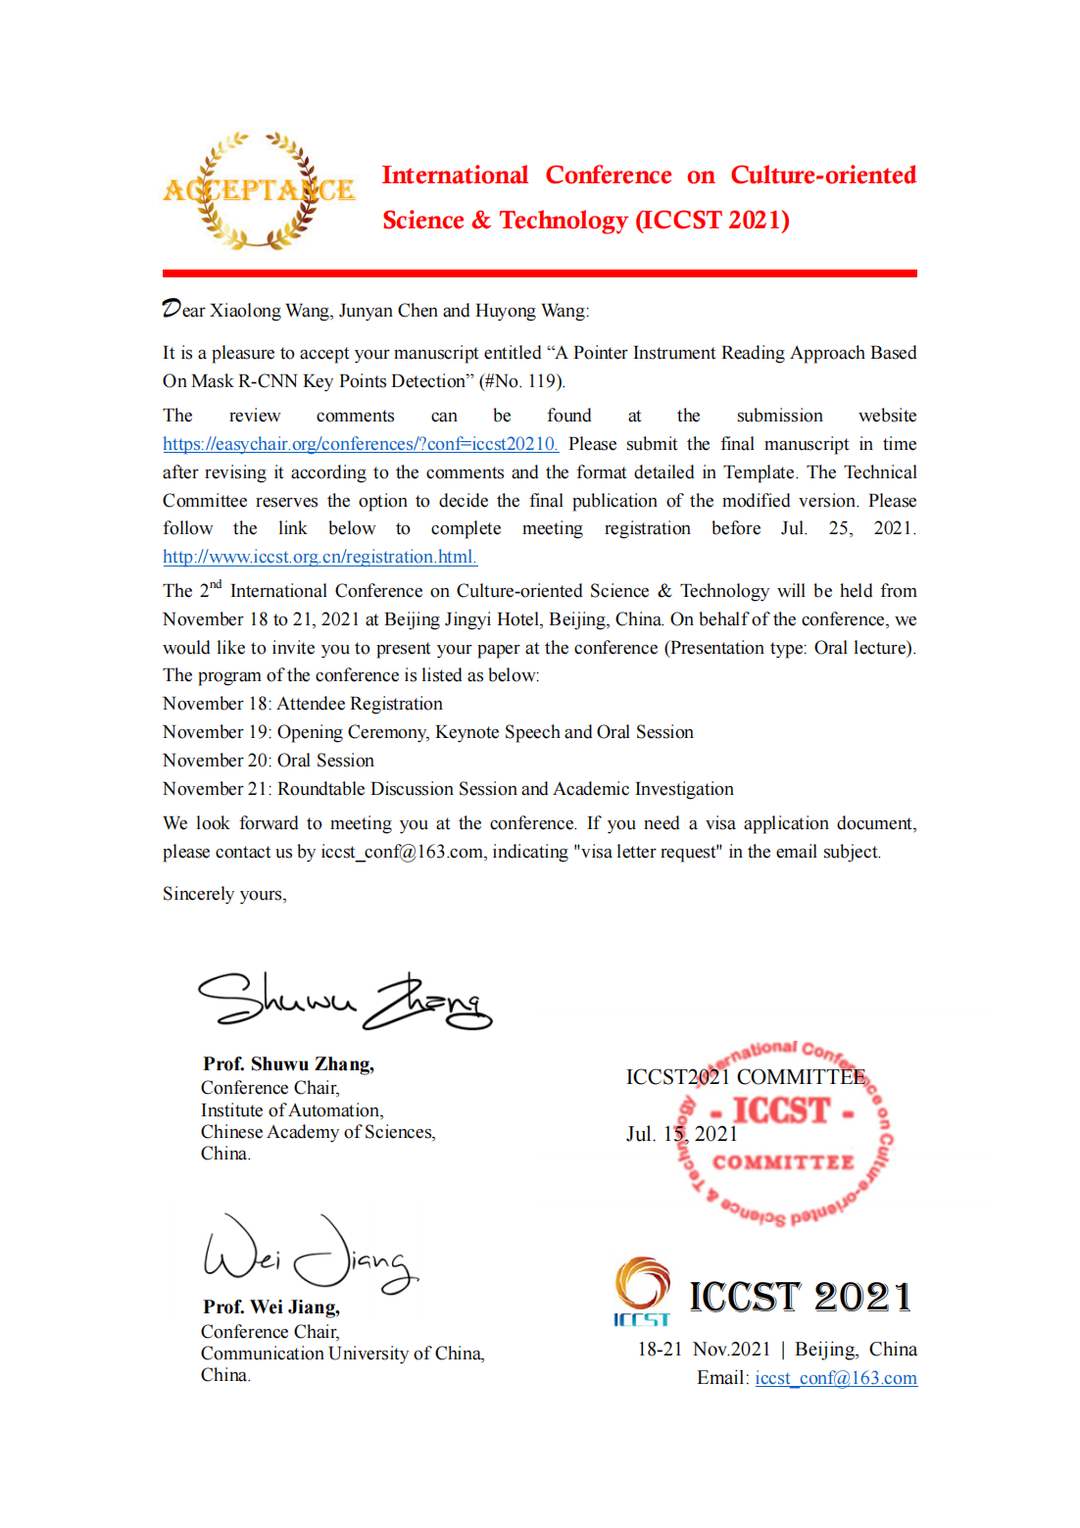 ACCEPTANCE
International Conference on Culture-oriented
Science & Technology (ICCST 2021)
Dear Xiaolong Wang, Junyan Chen and Huyong Wang:
It is a pleasure to accept your manuscript entitled “A Pointer Instrument Reading Approach Based
On Mask R-CNN Key Points Detection” (#No. 119).
The review comments can be found at the submission website
https://easychair.org/conferences/?conf=iccst20210. Please submit the final manuscript in time
after revising it according to the comments and the format detailed in Template. The Technical
Committee reserves the option to decide the final publication of the modified version. Please
follow the link below to complete meeting registration before Jul. 25, 2021.
http://www.iccst.org.cn/registration.html.
The 2nd International Conference on Culture-oriented Science & Technology will be held from
November 18 to 21, 2021 at Beijing Jingyi Hotel, Beijing, China. On behalf of the conference, we
would like to invite you to present your paper at the conference (Presentation type: Oral lecture).
The program of the conference is listed as below:
November 18: Attendee Registration
November 19: Opening Ceremony, Keynote Speech and Oral Session
November 20: Oral Session
November 21: Roundtable Discussion Session and Academic Investigation
We look forward to meeting you at the conference. If you need a visa application document,
please contact us by iccst_conf@163.com, indicating "visa letter request" in the email subject.
Sincerely yours,
Shuwu Zhang
Prof. Shuwu Zhang,
Conference Chair,
Institute of Automation,
Chinese Academy of Sciences,
China.
ICCST2021 COMMITTEE
Jul. 15, 2021
International Conference on Culture-oriented Science & Technology
- ICCST -
COMMITTEE
Wei Jiang
Prof. Wei Jiang,
Conference Chair,
Communication University of China,
China.
ICCST
ICCST 2021
18-21 Nov.2021 | Beijing, China
Email: iccst_conf@163.com